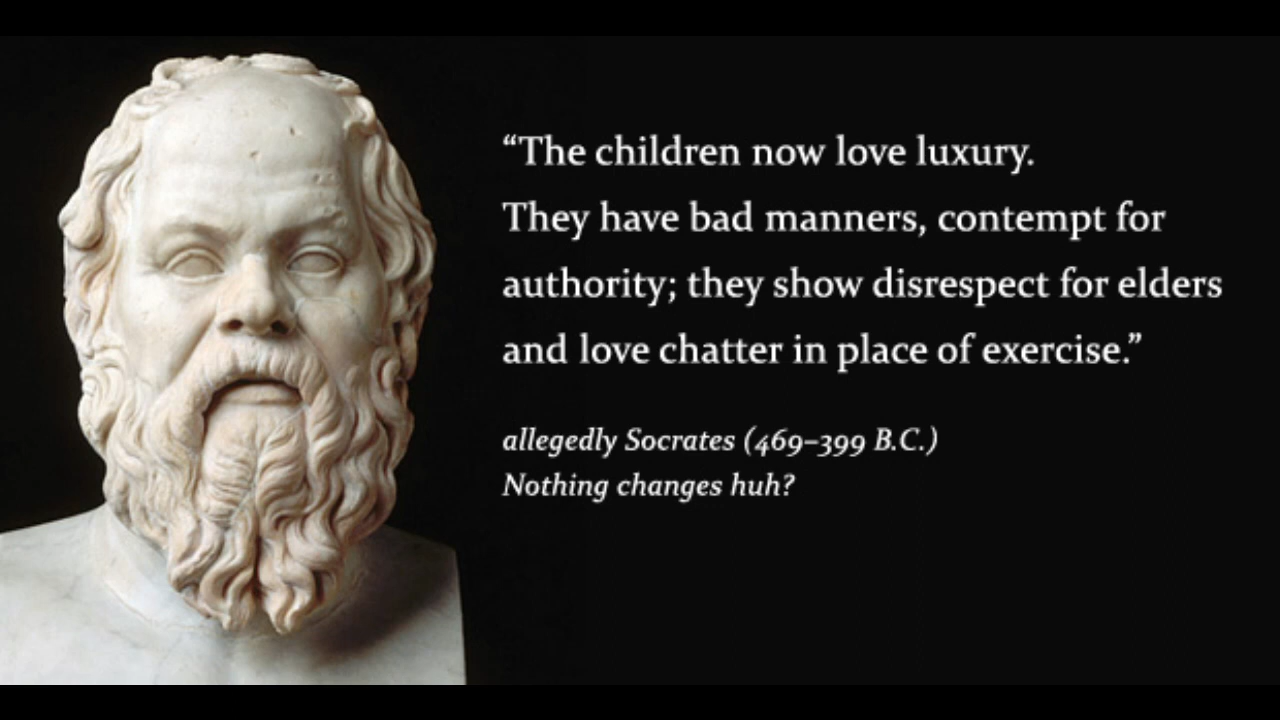 “The children now love luxury.
They have bad manners, contempt for
authority; they show disrespect for elders
and love chatter in place of exercise.”
allegedly Socrates (469–399 B.C.)
Nothing changes huh?